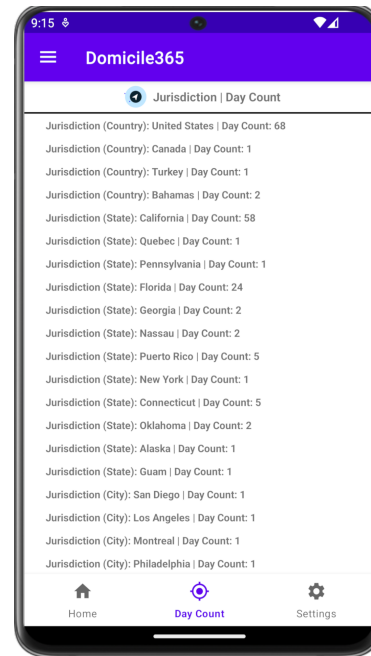 9:15
Domicile365
Jurisdiction | Day Count
Jurisdiction (Country): United States | Day Count: 68
Jurisdiction (Country): Canada | Day Count: 1
Jurisdiction (Country): Turkey | Day Count: 1
Jurisdiction (Country): Bahamas | Day Count: 2
Jurisdiction (State): California | Day Count: 58
Jurisdiction (State): Quebec | Day Count: 1
Jurisdiction (State): Pennsylvania | Day Count: 1
Jurisdiction (State): Florida | Day Count: 24
Jurisdiction (State): Georgia | Day Count: 2
Jurisdiction (State): Nassau | Day Count: 2
Jurisdiction (State): Puerto Rico | Day Count: 5
Jurisdiction (State): New York | Day Count: 1
Jurisdiction (State): Connecticut | Day Count: 5
Jurisdiction (State): Oklahoma | Day Count: 2
Jurisdiction (State): Alaska | Day Count: 1
Jurisdiction (State): Guam | Day Count: 1
Jurisdiction (City): San Diego | Day Count: 1
Jurisdiction (City): Los Angeles | Day Count: 1
Jurisdiction (City): Montreal | Day Count: 1
Jurisdiction (City): Philadelphia | Day Count: 1
Home Day Count Settings